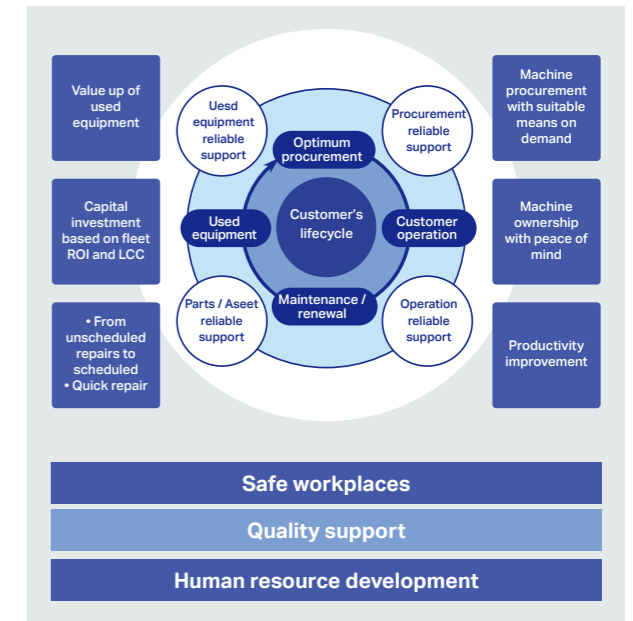 Value up of
used
equipment
Uesd
equipment
reliable
support
Procurement
reliable
support
Machine
procurement
with suitable
means on
demand
Optimum
procurement
Capital
investment
based on fleet
ROI and LCC
Used
equipment
Customer's
lifecycle
Customer
operation
Machine
ownership
with peace of
mind
Parts / Aseet
reliable
support
Maintenance /
renewal
Operation
reliable
support
• From
unscheduled
repairs to
scheduled
• Quick repair
Productivity
improvement
Safe workplaces
Quality support
Human resource development